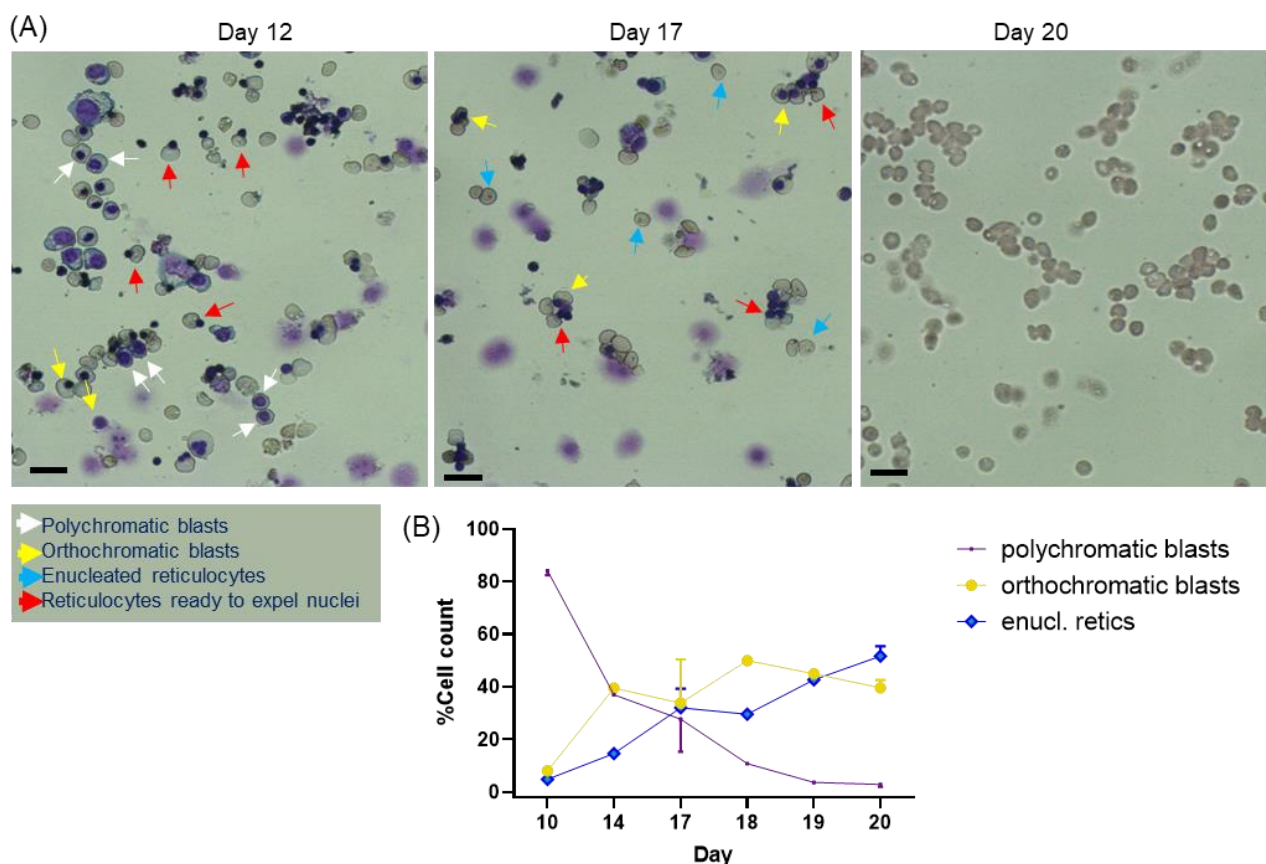 (A)
Day 12
Day 17
Day 20
Polychromatic blasts
Orthochromatic blasts
Enucleated reticulocytes
Reticulocytes ready to expel nuclei
(B)
100
80
60
40
20
0
%Cell count
10 14 17 18 19 20
Day
polychromatic blasts
orthochromatic blasts
enucl. retics